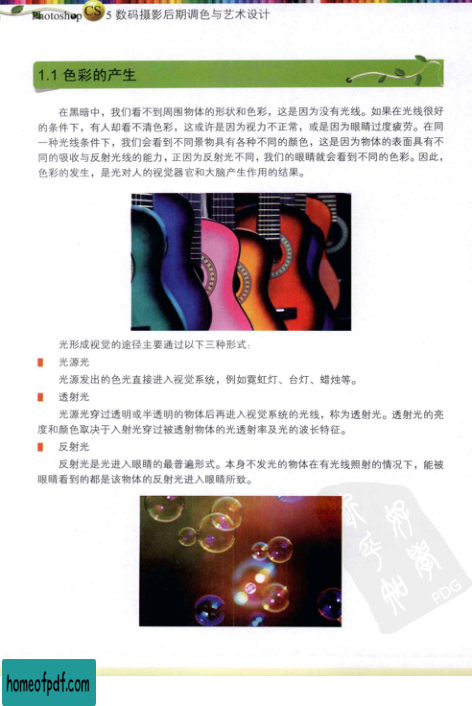 Photoshop CS 5 数码摄影后期调色与艺术设计
1.1 色彩的产生
在黑暗中，我们看不到周围物体的形状和色彩，这是因为没有光线。如果在光线很好
的条件下，有人却看不清色彩，这或许是因为视力不正常，或是因为眼睛过度疲劳。在同
一种光线条件下，我们会看到不同景物具有各种不同的颜色，这是因为物体的表面具有不
同的吸收与反射光线的能力，正因为反射光不同，我们的眼睛就会看到不同的色彩。因此，
色彩的发生，是光对人的视觉器官和大脑产生作用的结果。
光形成视觉的途径主要通过以下三种形式：
光源光
光源发出的色光直接进入视觉系统，例如霓虹灯、台灯、蜡烛等。
透射光
光源光穿过透明或半透明的物体后再进入视觉系统的光线，称为透射光。透射光的亮
度和颜色取决于入射光穿过被透射物体的光透射率及光的波长特征。
反射光
反射光是光进入眼睛的最普遍形式。本身不发光的物体在有光线照射的情况下，能被
眼睛看到的都是该物体的反射光进入眼睛所致。
PDG
homeofpdf.com